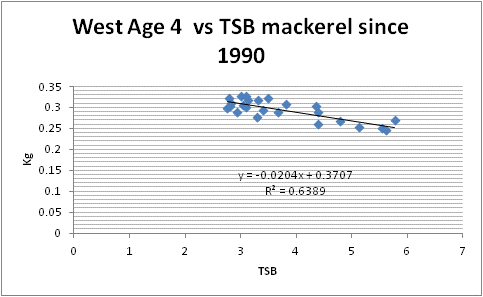 West Age 4 vs TSB mackerel since
1990
0.35
0.3
0.25
0.2
0.15
0.1
0.05
0
Kg
y = -0.0204x + 0.3707
R² = 0.6389
0 1 2 3 4 5 6 7
TSB